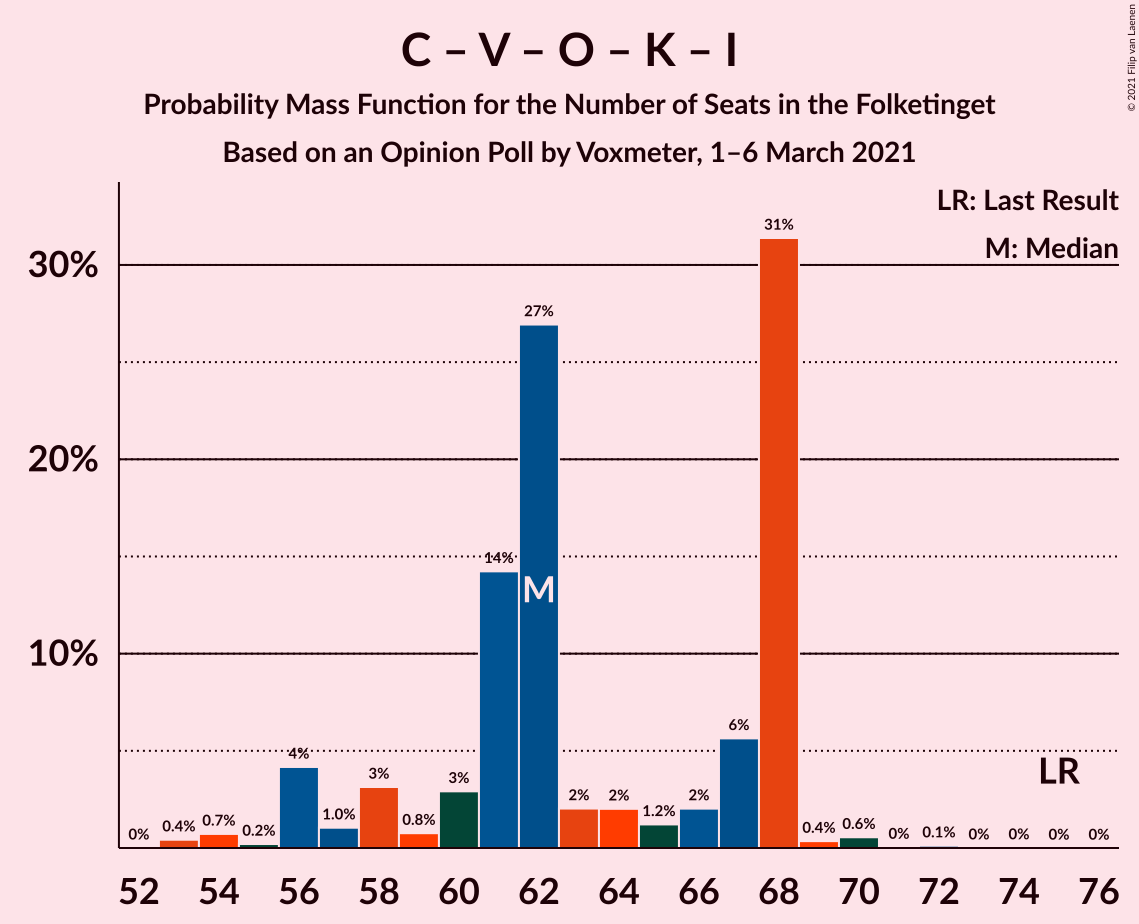 C – V – O – K – I
Probability Mass Function for the Number of Seats in the Folketinget
Based on an Opinion Poll by Voxmeter, 1–6 March 2021
© 2021 Filip van Laenen
LR: Last Result
M: Median
30%
20%
10%
0% 0.4% 0.7% 0.2% 4% 1.0% 3% 0.8% 3% 14% 27% 2% 2% 1.2% 2% 6% 31% 0.4% 0.6% 0% 0.1% 0% 0% 0% 0%
M
LR
52 54 56 58 60 62 64 66 68 70 72 74 76